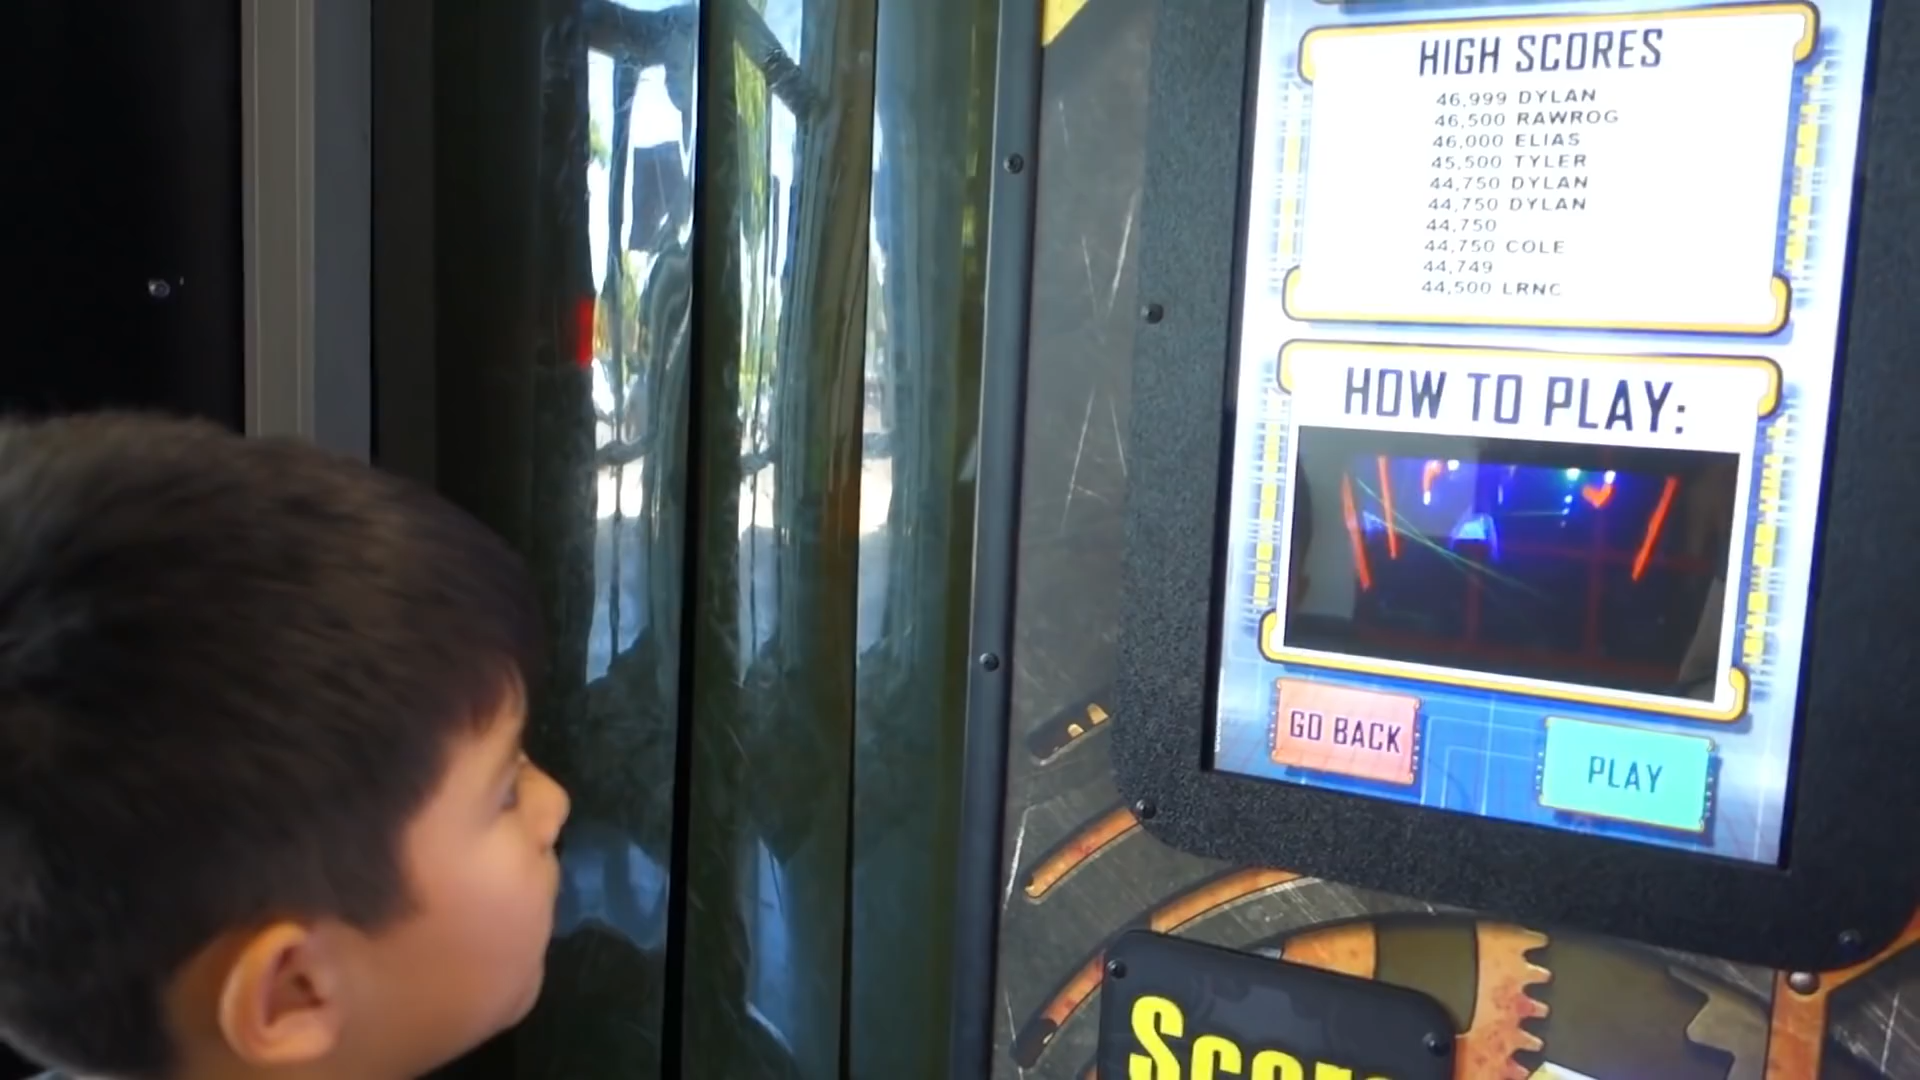 HIGH SCORES
46,999 DYLAN
46,500 RAWROG
46,000 ELIAS
45,500 TYLER
44,750 DYLAN
44,750 DYLAN
44,750
44,750 COLE
44,749
44,500 LRNC
HOW TO PLAY:
GO BACK
PLAY